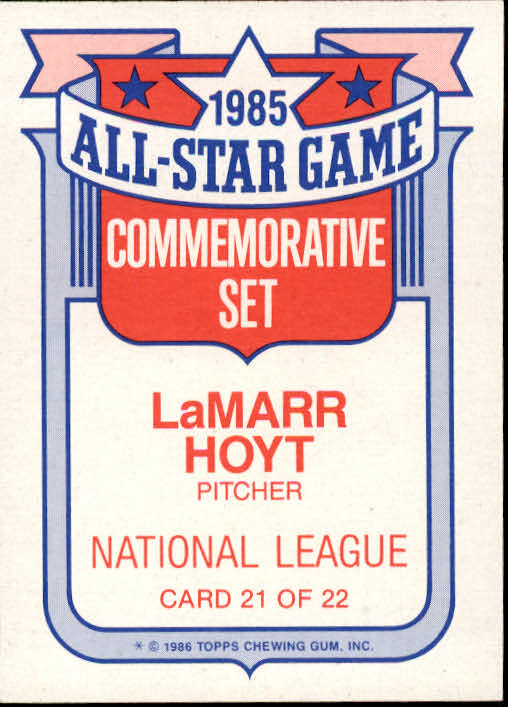 1985
ALL-STAR GAME
COMMEMORATIVE
SET
LaMARR
HOYT
PITCHER
NATIONAL LEAGUE
CARD 21 OF 22
* © 1986 TOPPS CHEWING GUM, INC.